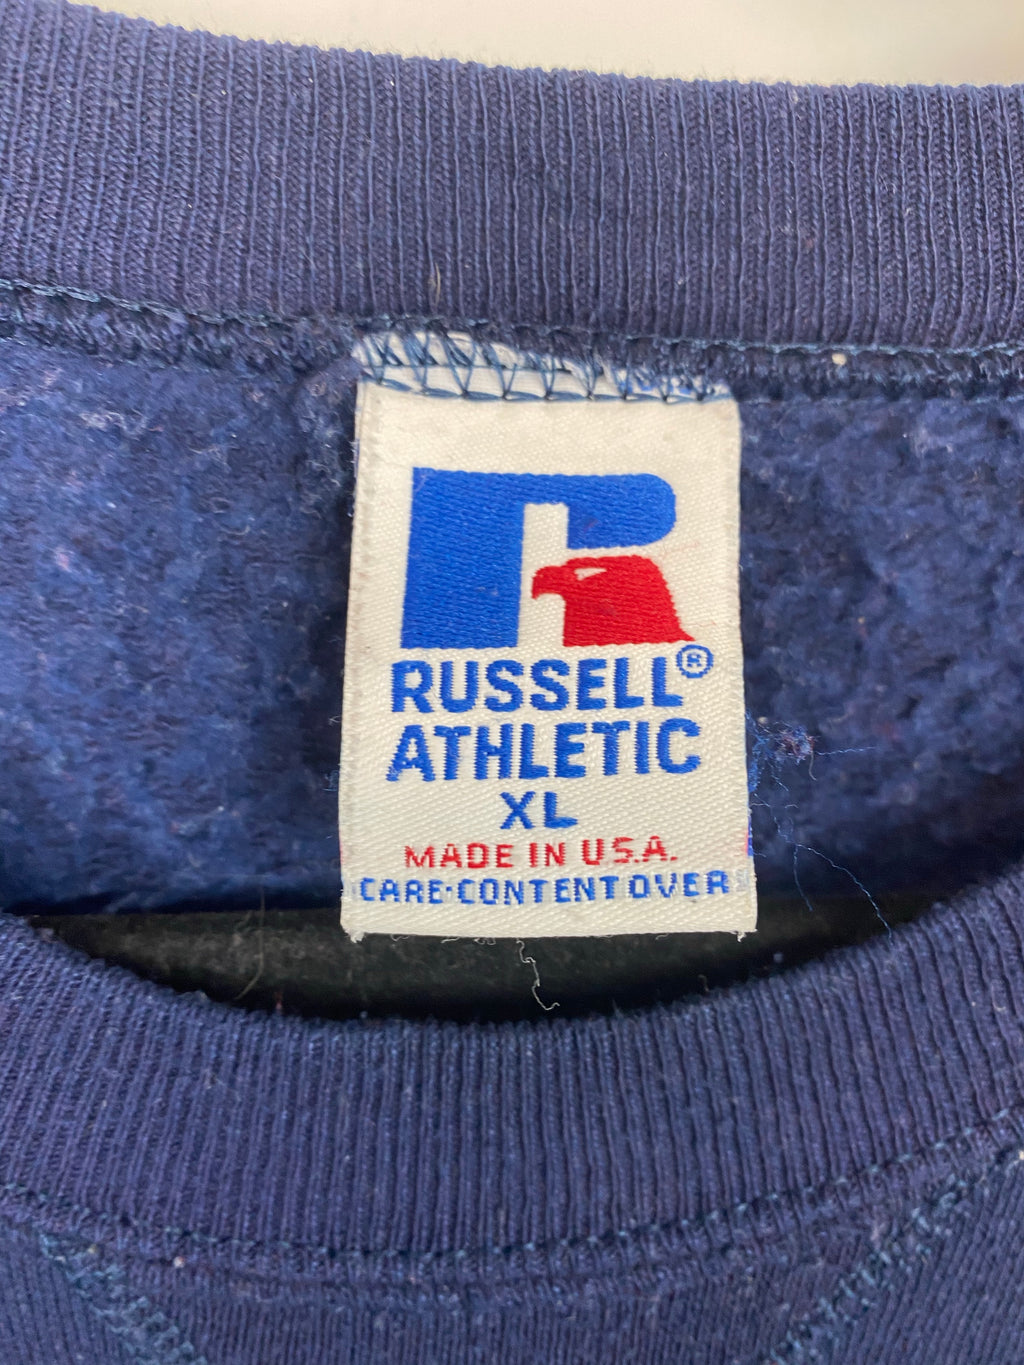 RUSSELL®
ATHLETIC
XL
MADE IN U.S.A.
CARE·CONTENT OVER